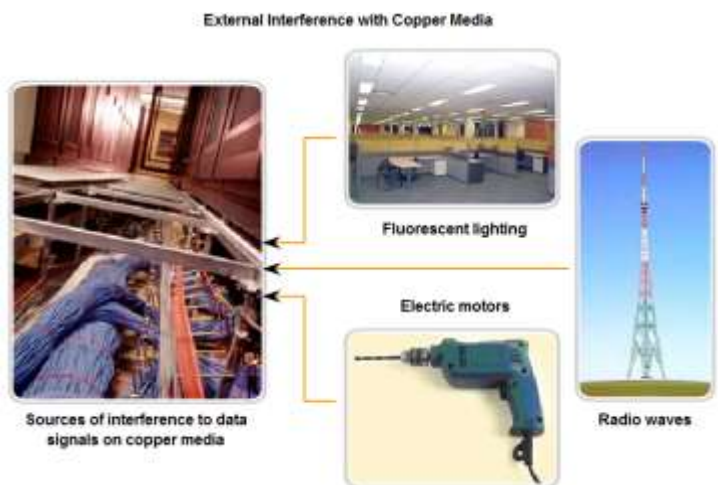 External Interference with Copper Media
Fluorescent lighting
Electric motors
Sources of interference to data
signals on copper media
Radio waves